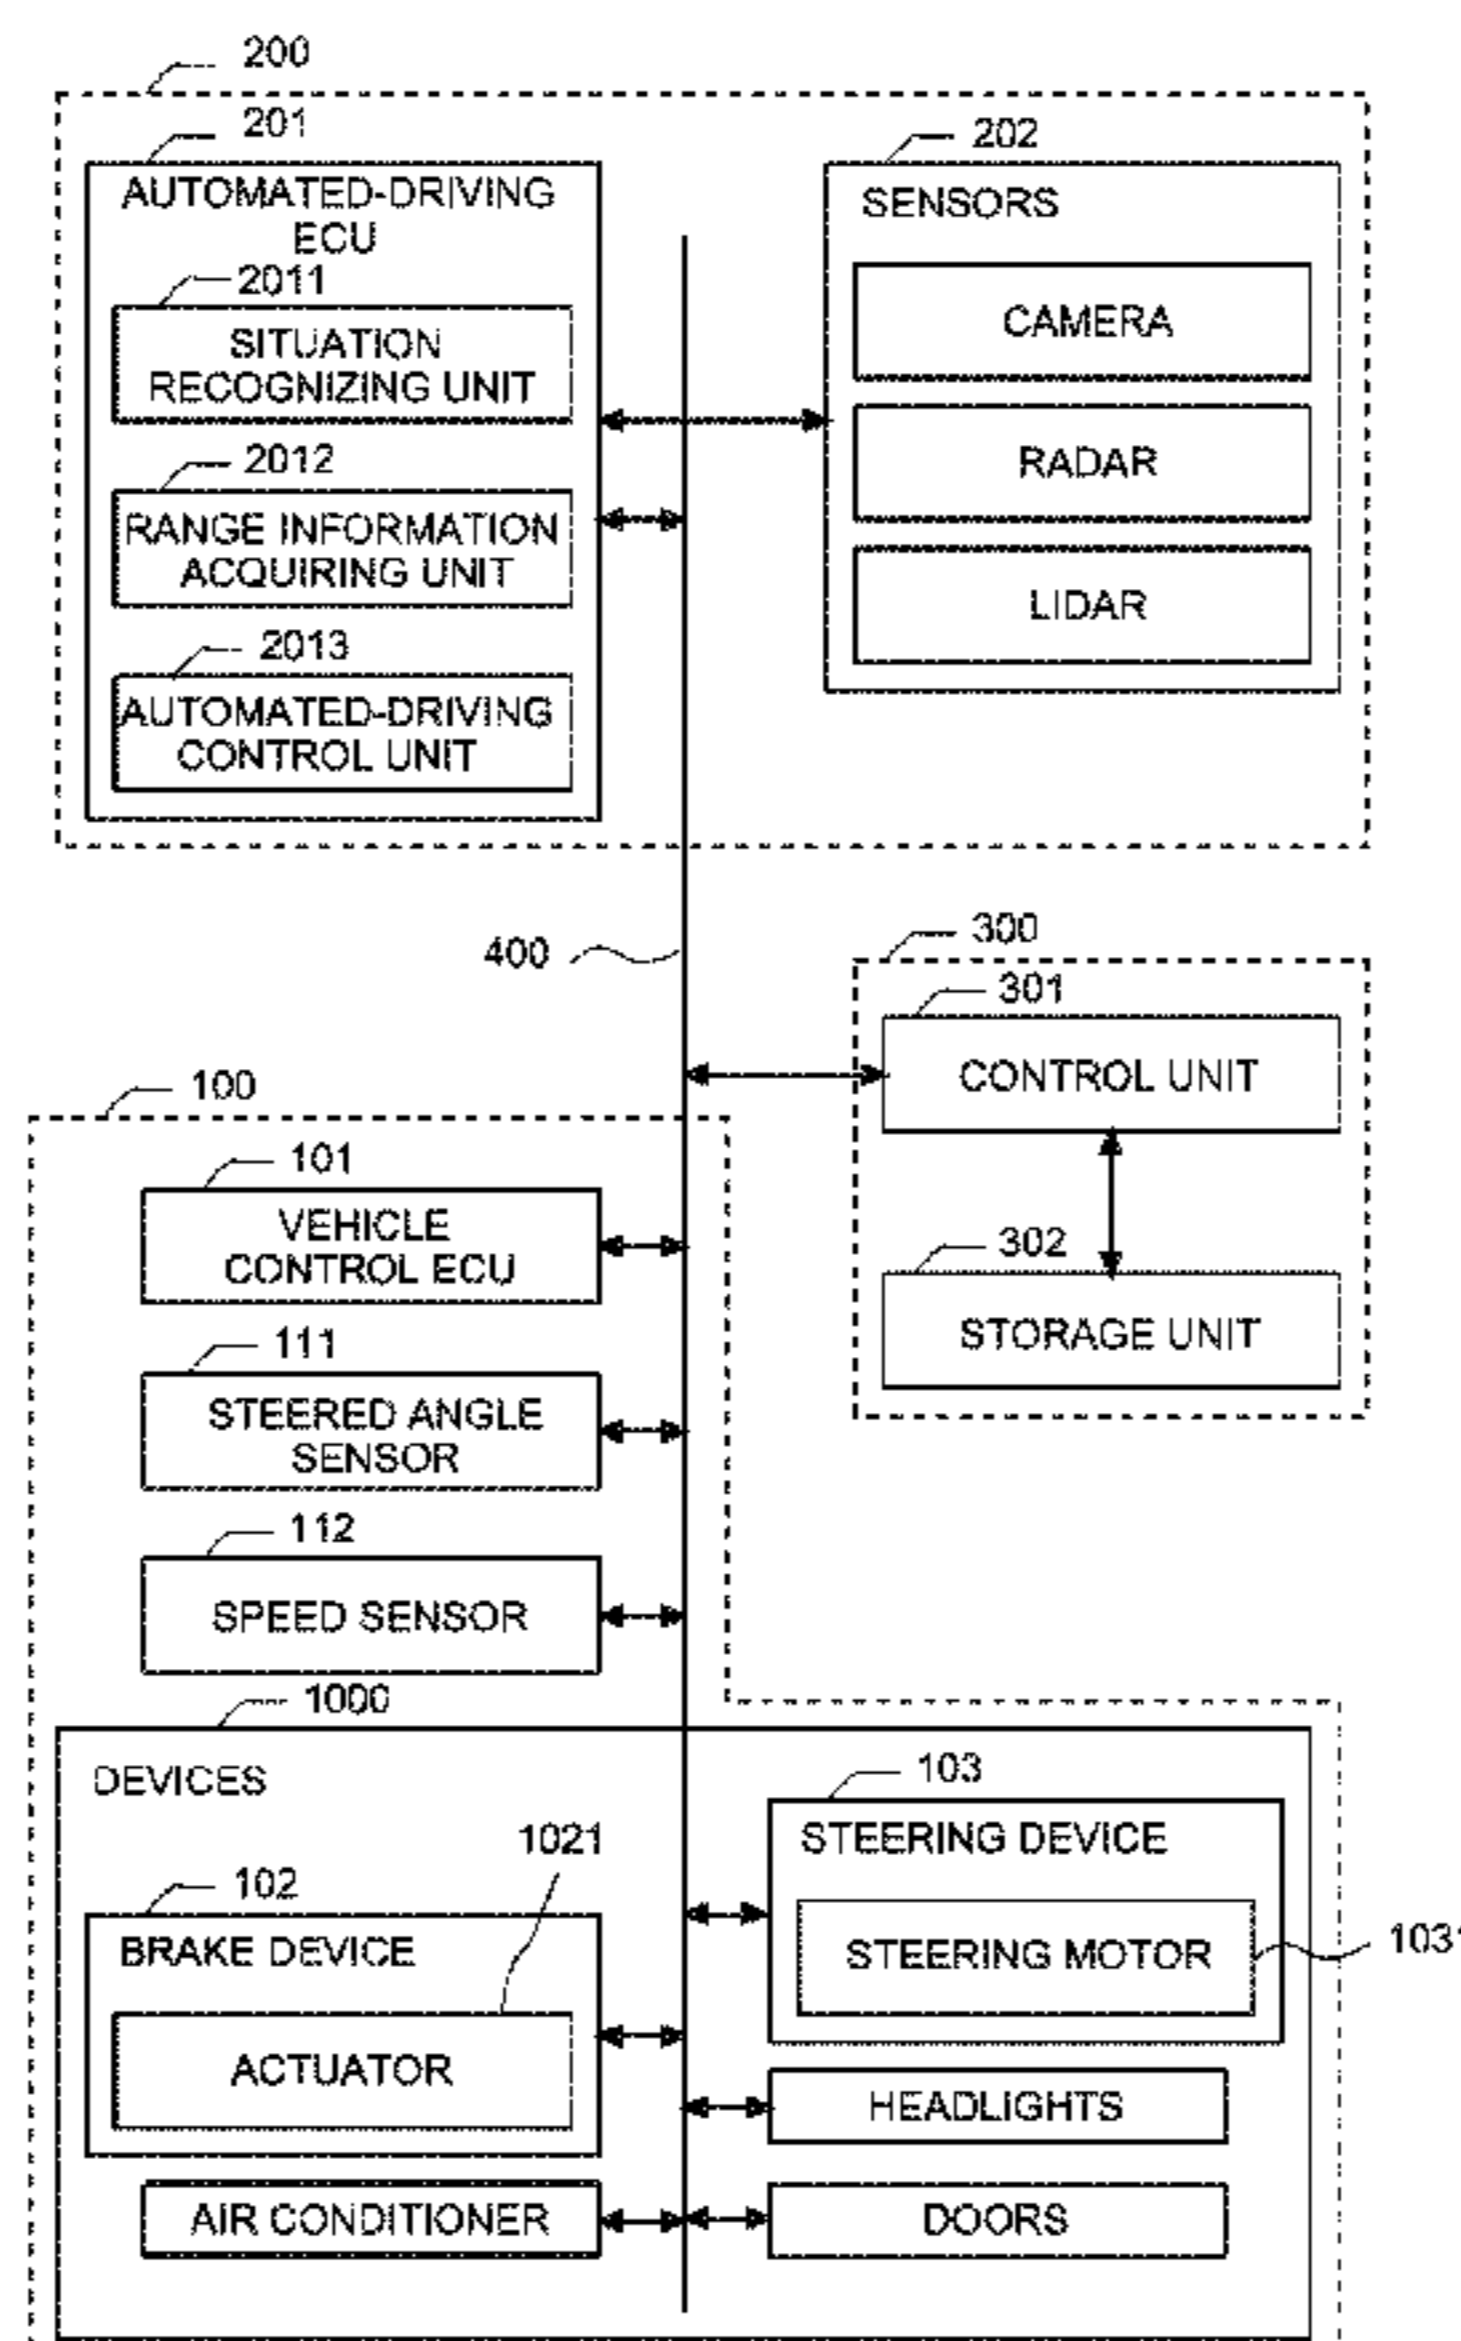 200
201
AUTOMATED-DRIVING
ECU
2011
SITUATION
RECOGNIZING UNIT
2012
RANGE INFORMATION
ACQUIRING UNIT
2013
AUTOMATED-DRIVING
CONTROL UNIT
202
SENSORS
CAMERA
RADAR
LIDAR
400
300
301
CONTROL UNIT
302
STORAGE UNIT
100
101
VEHICLE
CONTROL ECU
111
STEERED ANGLE
SENSOR
112
SPEED SENSOR
1000
DEVICES
1021
102
BRAKE DEVICE
ACTUATOR
AIR CONDITIONER
103
STEERING DEVICE
STEERING MOTOR
1031
HEADLIGHTS
DOORS